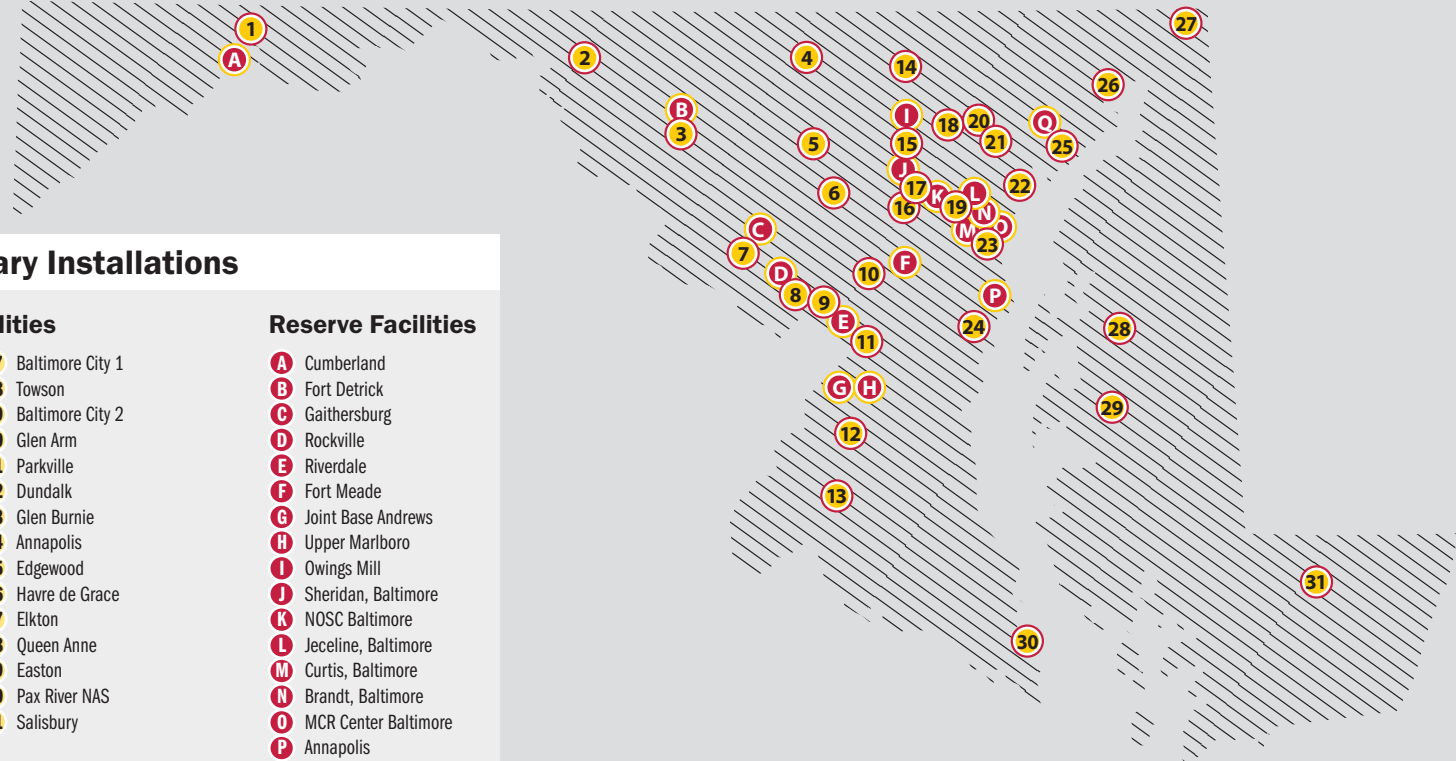 1
A
2
4
14
27
26
B
3
5
I
15
18
20
21
Q
25
J
17
16
6
K
L
19
N
M
O
23
22
C
7
D
8
9
E
11
10
F
P
24
28
G
H
29
12
13
30
31
ary Installations
lities
Baltimore City 1
Towson
Baltimore City 2
Glen Arm
Parkville
Dundalk
Glen Burnie
Annapolis
Edgewood
Havre de Grace
Elkton
Queen Anne
Easton
Pax River NAS
Salisbury
Reserve Facilities
A Cumberland
B Fort Detrick
C Gaithersburg
D Rockville
E Riverdale
F Fort Meade
G Joint Base Andrews
H Upper Marlboro
I Owings Mill
J Sheridan, Baltimore
K NOSC Baltimore
L Jeceline, Baltimore
M Curtis, Baltimore
N Brandt, Baltimore
O MCR Center Baltimore
P Annapolis